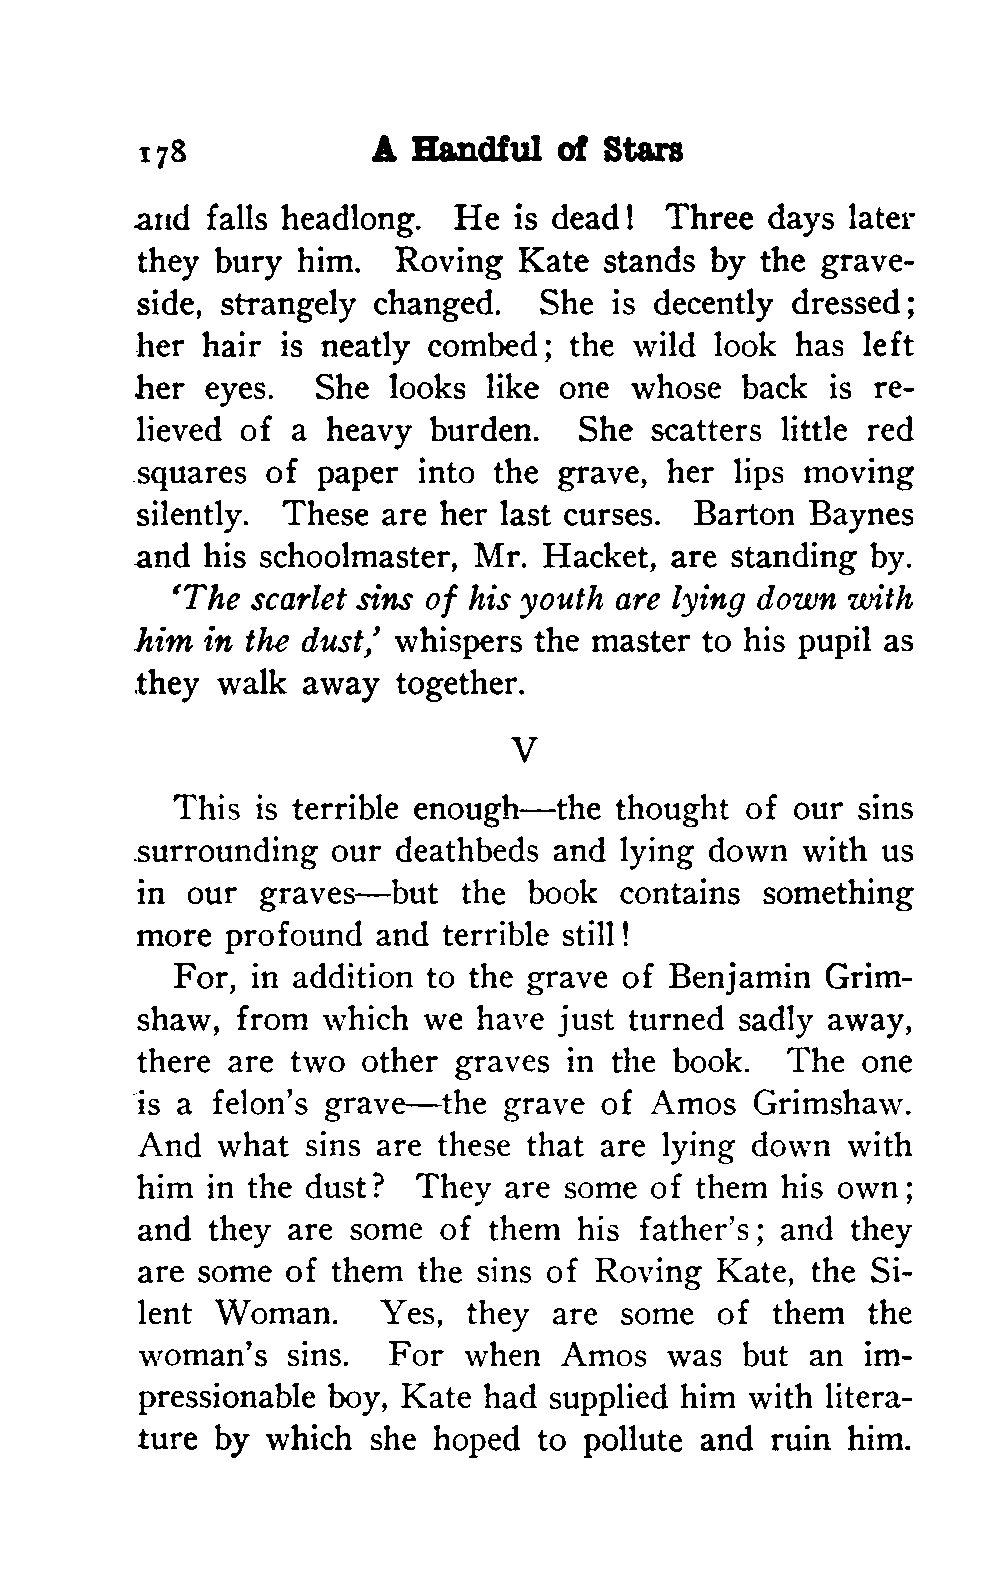 178 A Handful of Stars
and falls headlong. He is dead! Three days later
they bury him. Roving Kate stands by the grave-
side, strangely changed. She is decently dressed;
her hair is neatly combed; the wild look has left
her eyes. She looks like one whose back is re-
lieved of a heavy burden. She scatters little red
squares of paper into the grave, her lips moving
silently. These are her last curses. Barton Baynes
and his schoolmaster, Mr. Hacket, are standing by.
'The scarlet sins of his youth are lying down with
him in the dust,' whispers the master to his pupil as
they walk away together.
V
This is terrible enough—the thought of our sins
surrounding our deathbeds and lying down with us
in our graves—but the book contains something
more profound and terrible still!
For, in addition to the grave of Benjamin Grim-
shaw, from which we have just turned sadly away,
there are two other graves in the book. The one
is a felon's grave—the grave of Amos Grimshaw.
And what sins are these that are lying down with
him in the dust? They are some of them his own;
and they are some of them his father's; and they
are some of them the sins of Roving Kate, the Si-
lent Woman. Yes, they are some of them the
woman's sins. For when Amos was but an im-
pressionable boy, Kate had supplied him with litera-
ture by which she hoped to pollute and ruin him.